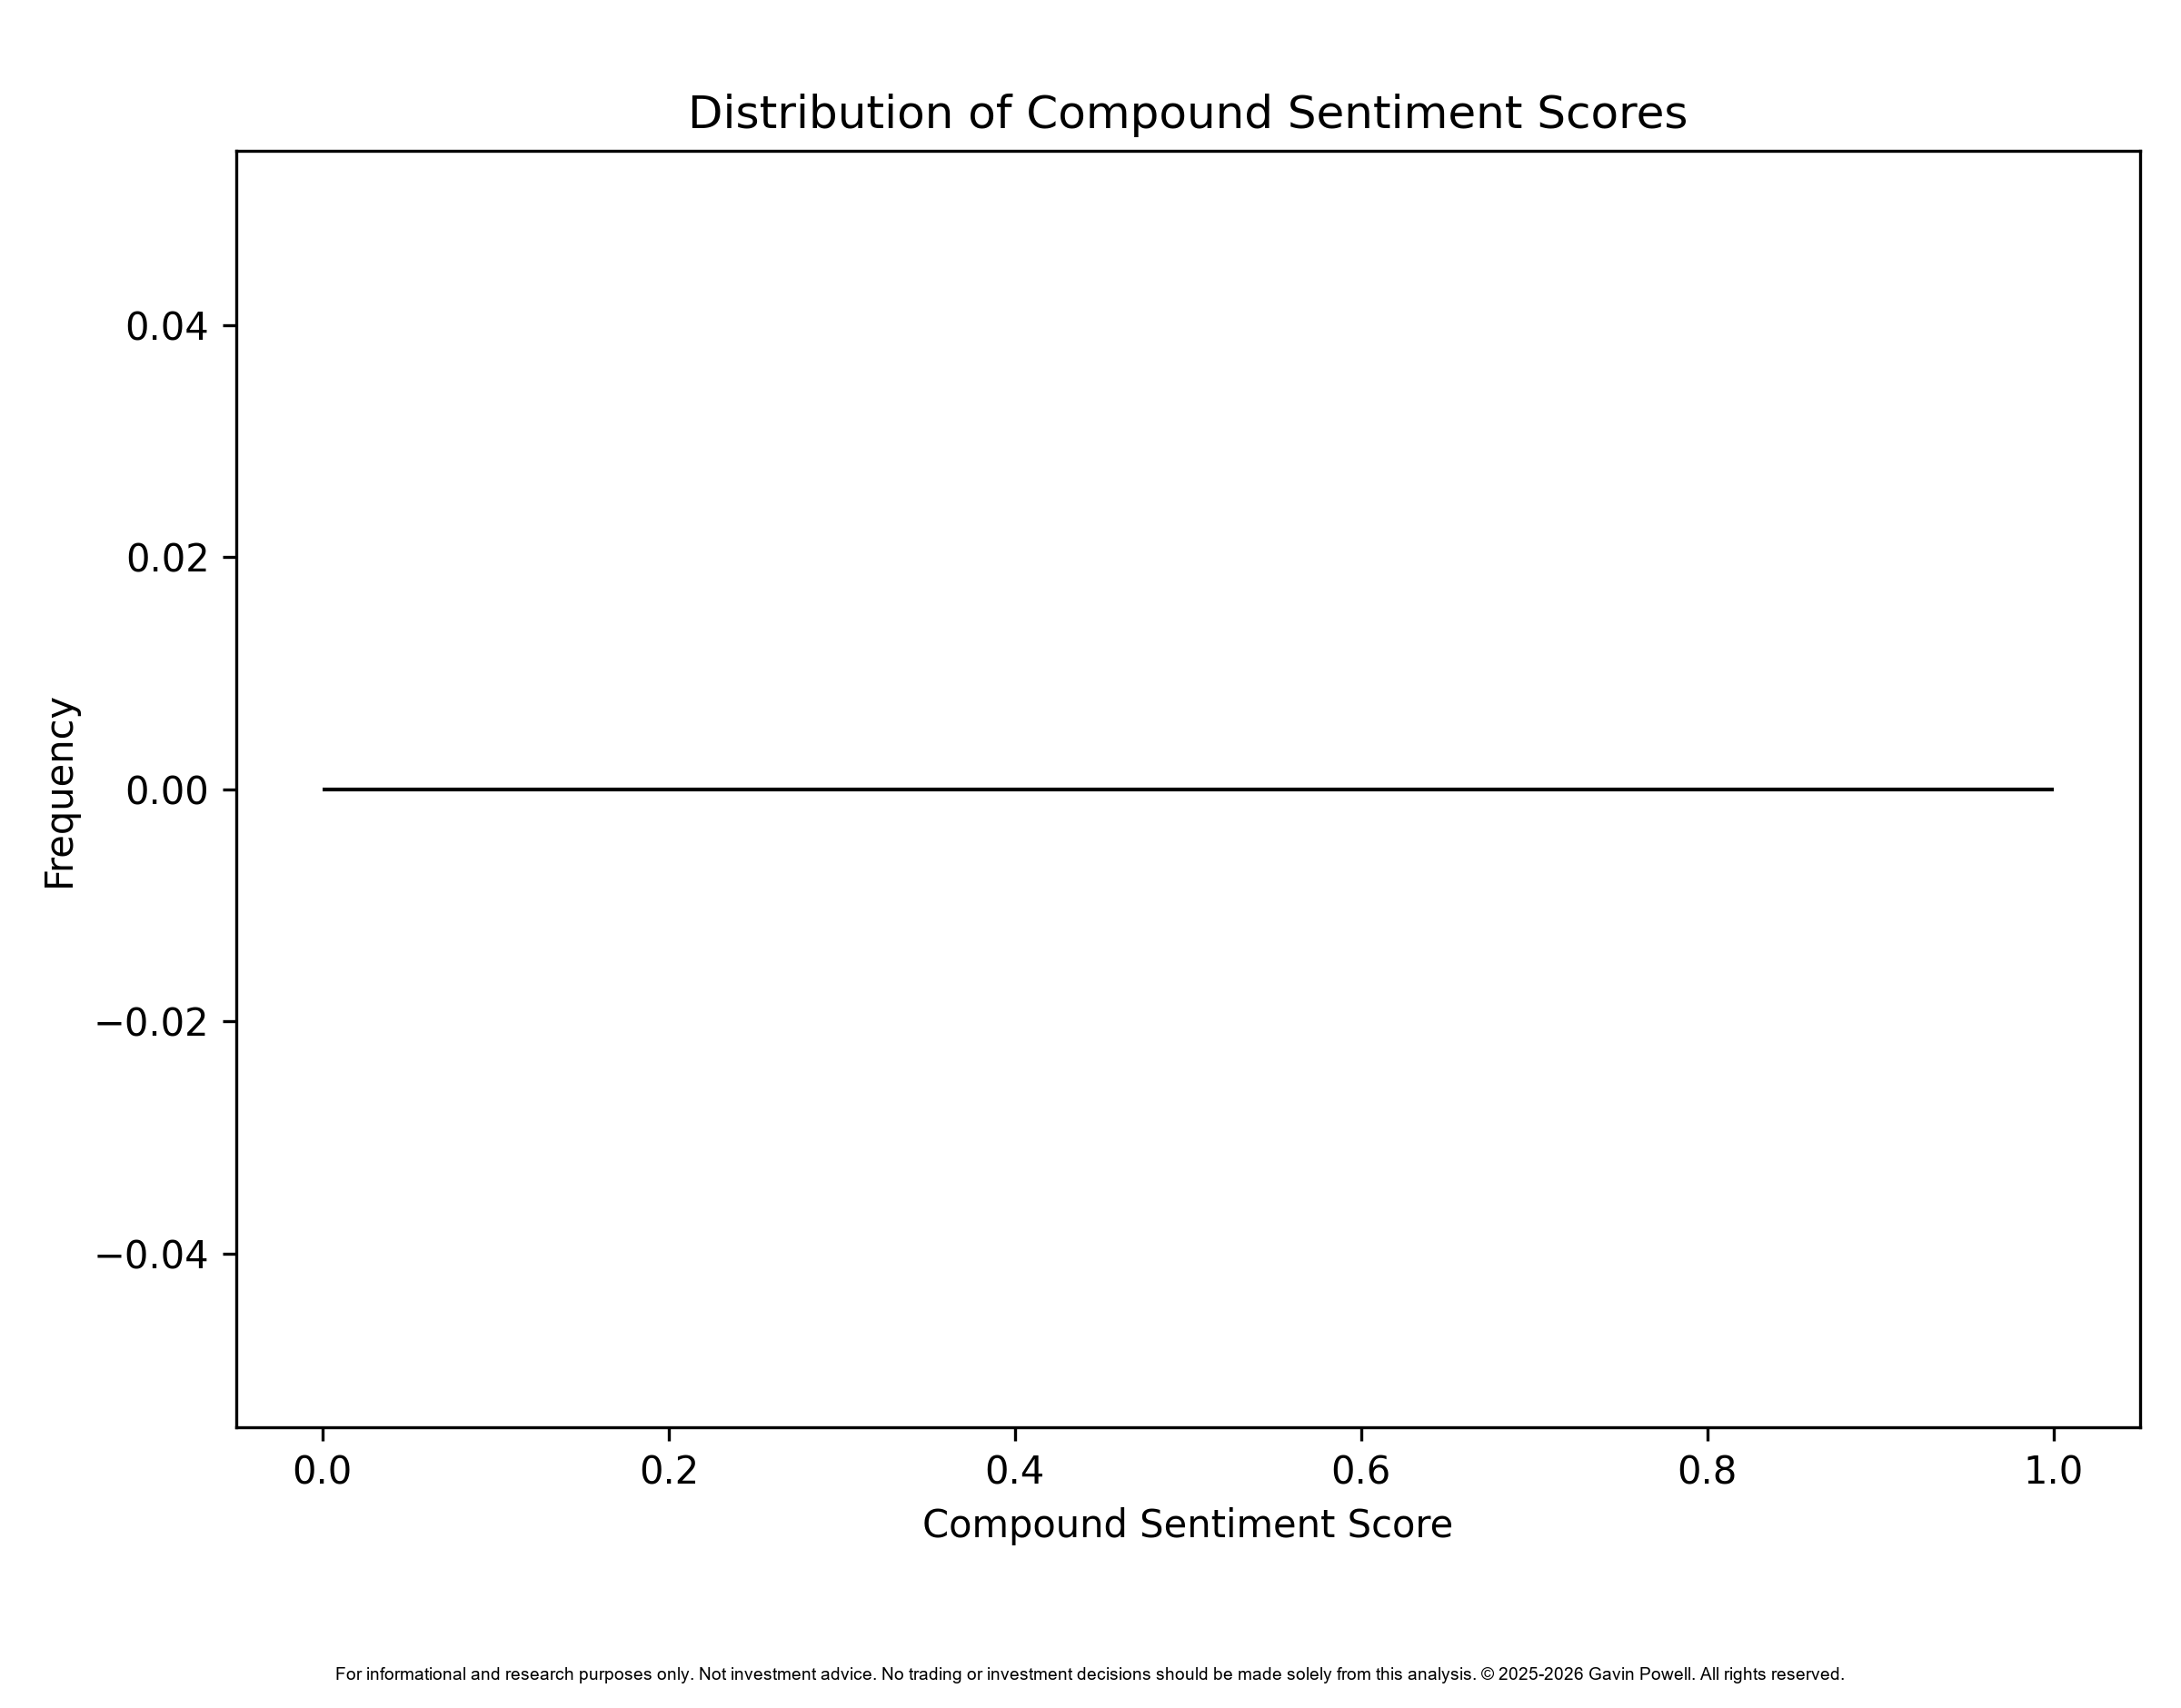 Distribution of Compound Sentiment Scores
Frequency
0.04
0.02
0.00
−0.02
−0.04
0.0 0.2 0.4 0.6 0.8 1.0
Compound Sentiment Score
For informational and research purposes only. Not investment advice. No trading or investment decisions should be made solely from this analysis. © 2025-2026 Gavin Powell. All rights reserved.